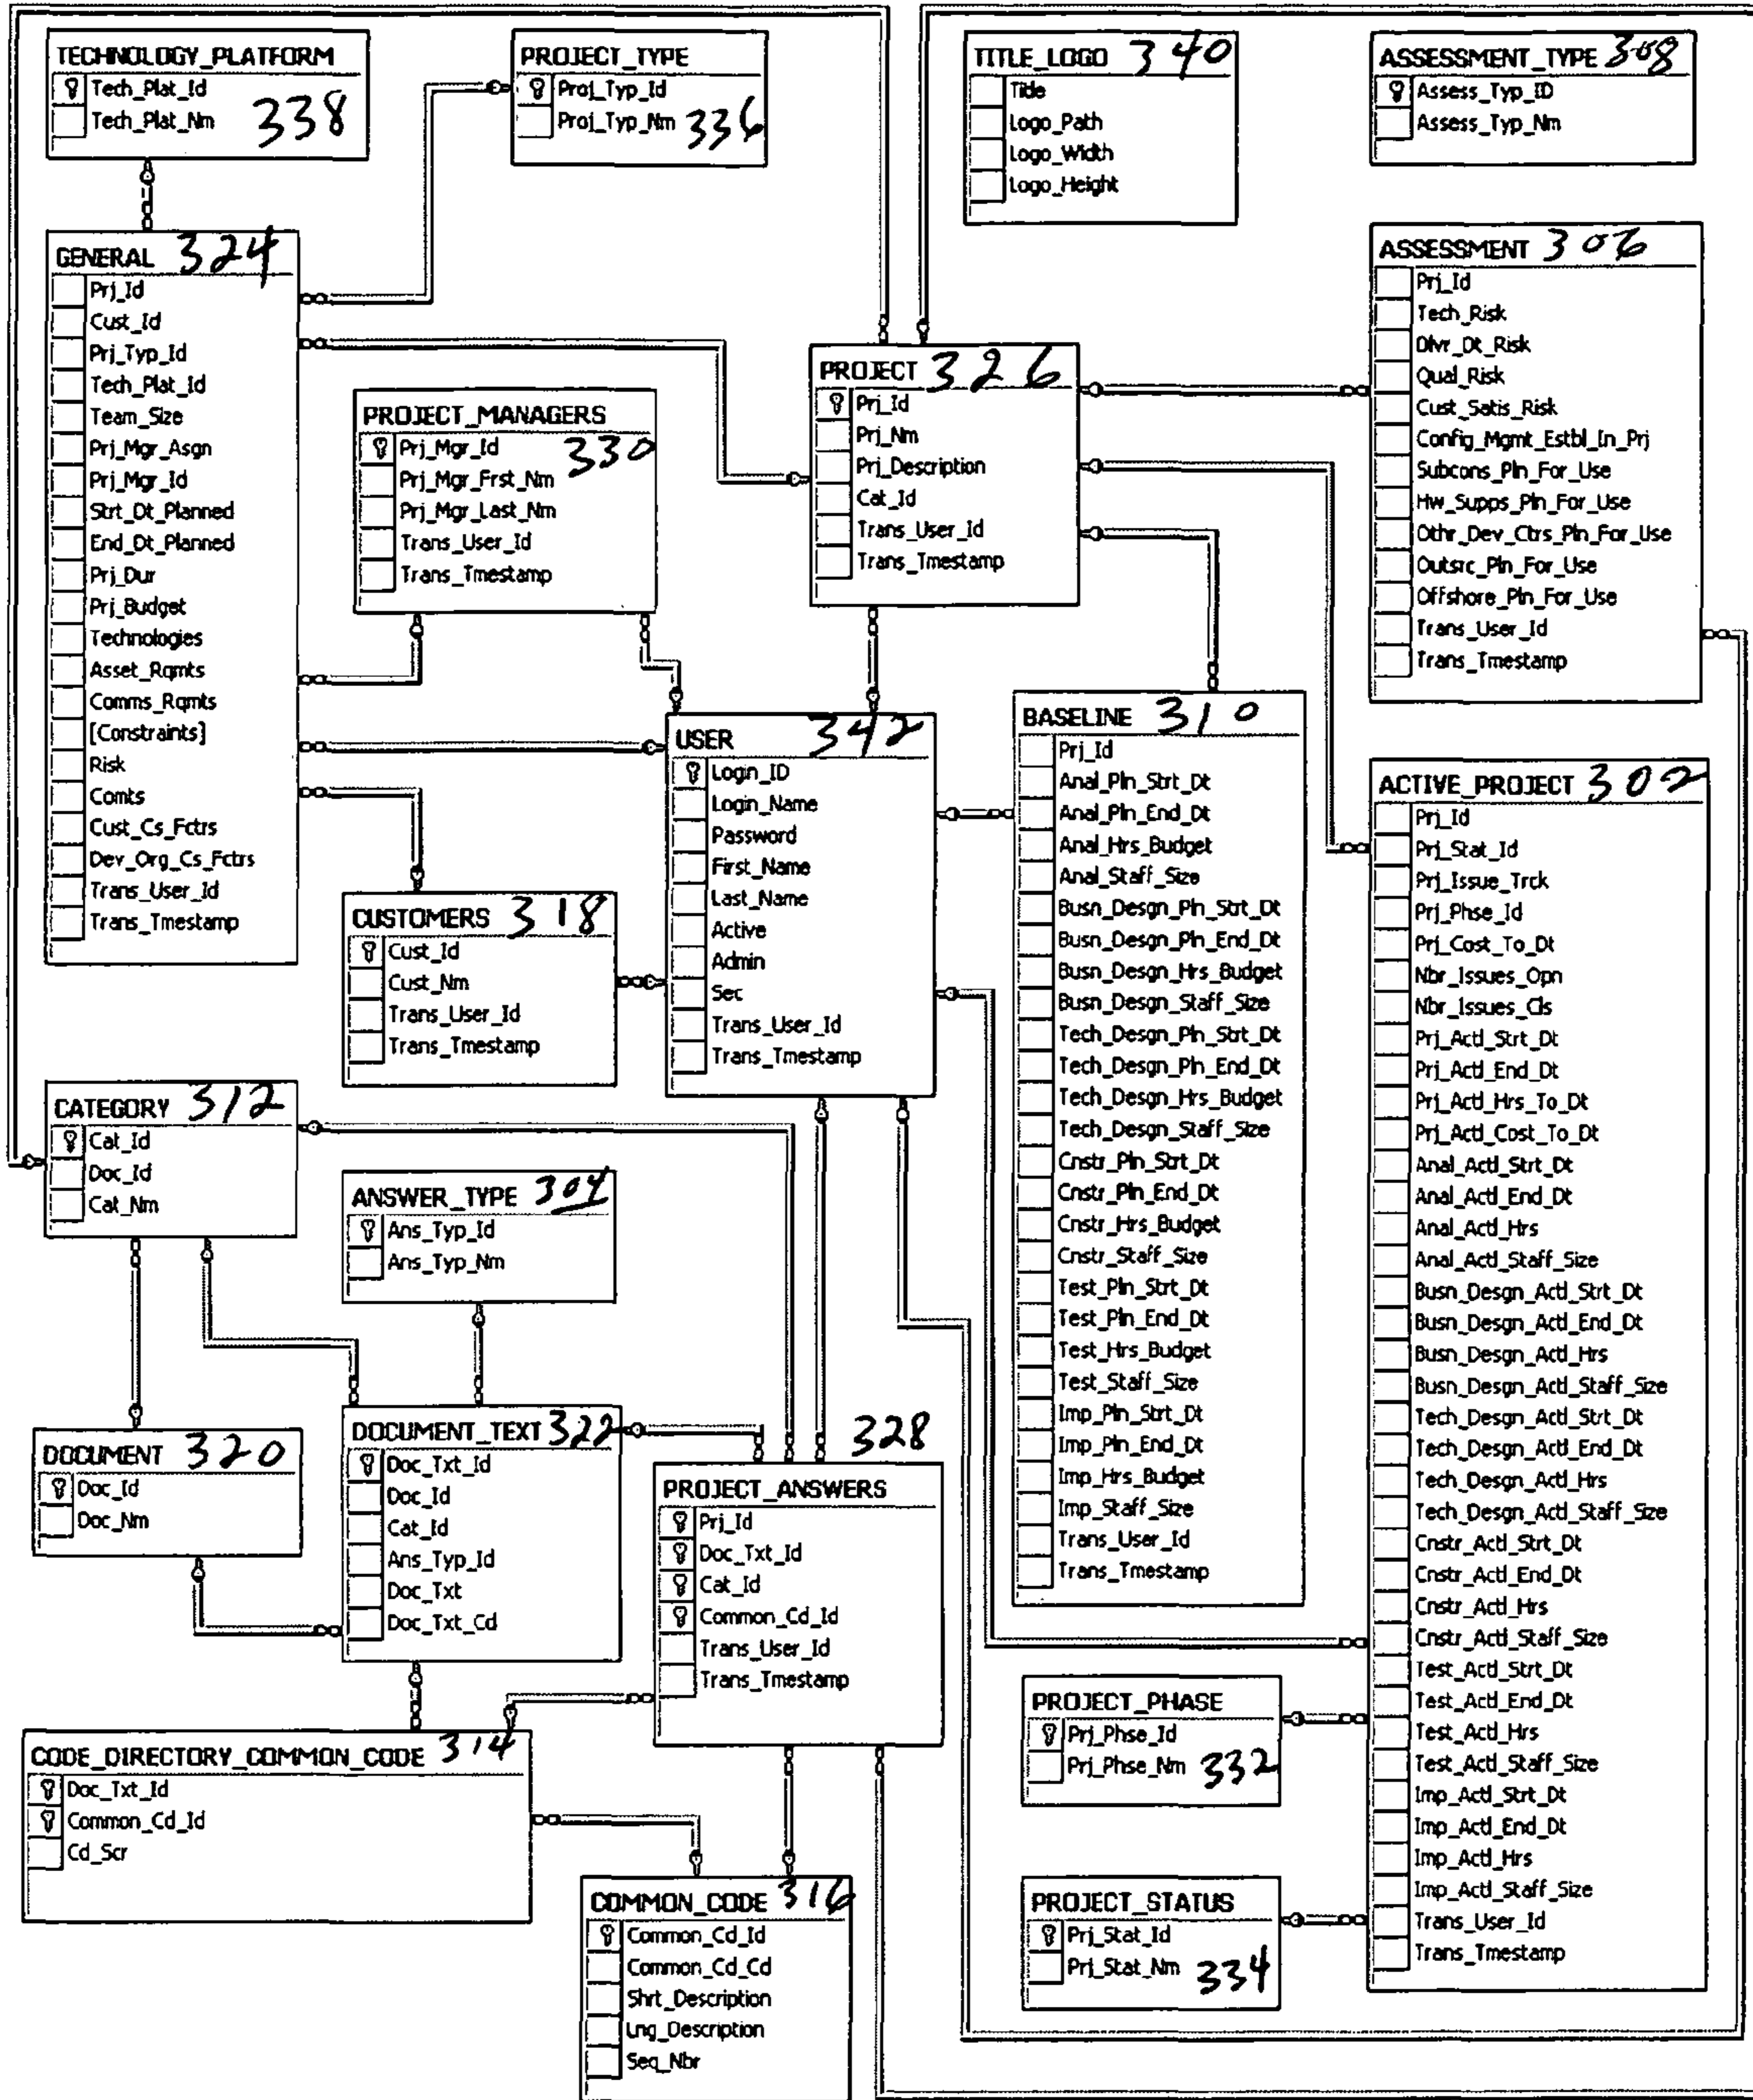 TECHNOLOGY_PLATFORM
Tech_Plat_Id
Tech_Plat_Nm
338
PROJECT_TYPE
Proj_Typ_Id
Proj_Typ_Nm
336
TITLE_LOGO 340
Title
Logo_Path
Logo_Width
Logo_Height
ASSESSMENT_TYPE 308
Assess_Typ_ID
Assess_Typ_Nm
GENERAL 324
Prj_Id
Cust_Id
Prj_Typ_Id
Tech_Plat_Id
Team_Size
Prj_Mgr_Asgn
Prj_Mgr_Id
Strt_Dt_Planned
End_Dt_Planned
Prj_Dur
Prj_Budget
Technologies
Asset_Rqmts
Comms_Rqmts
[Constraints]
Risk
Comts
Cust_Cs_Fctrs
Dev_Org_Cs_Fctrs
Trans_User_Id
Trans_Tmestamp
PROJECT_MANAGERS
330
Prj_Mgr_Id
Prj_Mgr_Frst_Nm
Prj_Mgr_Last_Nm
Trans_User_Id
Trans_Tmestamp
PROJECT 326
Prj_Id
Prj_Nm
Prj_Description
Cat_Id
Trans_User_Id
Trans_Tmestamp
ASSESSMENT 306
Prj_Id
Tech_Risk
Dlvr_Dt_Risk
Qual_Risk
Cust_Satis_Risk
Config_Mgmt_Estbl_In_Prj
Subcons_Pln_For_Use
Hw_Supps_Pln_For_Use
Othr_Dev_Ctrs_Pln_For_Use
Outsrc_Pln_For_Use
Offshore_Pln_For_Use
Trans_User_Id
Trans_Tmestamp
USER 342
Login_ID
Login_Name
Password
First_Name
Last_Name
Active
Admin
Sec
Trans_User_Id
Trans_Tmestamp
CUSTOMERS 318
Cust_Id
Cust_Nm
Trans_User_Id
Trans_Tmestamp
BASELINE 310
Prj_Id
Anal_Pln_Strt_Dt
Anal_Pln_End_Dt
Anal_Hrs_Budget
Anal_Staff_Size
Busn_Desgn_Pln_Strt_Dt
Busn_Desgn_Pln_End_Dt
Busn_Desgn_Hrs_Budget
Busn_Desgn_Staff_Size
Tech_Desgn_Pln_Strt_Dt
Tech_Desgn_Pln_End_Dt
Tech_Desgn_Hrs_Budget
Tech_Desgn_Staff_Size
Cnstr_Pln_Strt_Dt
Cnstr_Pln_End_Dt
Cnstr_Hrs_Budget
Cnstr_Staff_Size
Test_Pln_Strt_Dt
Test_Pln_End_Dt
Test_Hrs_Budget
Test_Staff_Size
Imp_Pln_Strt_Dt
Imp_Pln_End_Dt
Imp_Hrs_Budget
Imp_Staff_Size
Trans_User_Id
Trans_Tmestamp
ACTIVE_PROJECT 302
Prj_Id
Prj_Stat_Id
Prj_Issue_Trck
Prj_Phse_Id
Prj_Cost_To_Dt
Nbr_Issues_Opn
Nbr_Issues_Cls
Prj_Actl_Strt_Dt
Prj_Actl_End_Dt
Prj_Actl_Hrs_To_Dt
Prj_Actl_Cost_To_Dt
Anal_Actl_Strt_Dt
Anal_Actl_End_Dt
Anal_Actl_Hrs
Anal_Actl_Staff_Size
Busn_Desgn_Actl_Strt_Dt
Busn_Desgn_Actl_End_Dt
Busn_Desgn_Actl_Hrs
Busn_Desgn_Actl_Staff_Size
Tech_Desgn_Actl_Strt_Dt
Tech_Desgn_Actl_End_Dt
Tech_Desgn_Actl_Hrs
Tech_Desgn_Actl_Staff_Size
Cnstr_Actl_Strt_Dt
Cnstr_Actl_End_Dt
Cnstr_Actl_Hrs
Cnstr_Actl_Staff_Size
Test_Actl_Strt_Dt
Test_Actl_End_Dt
Test_Actl_Hrs
Test_Actl_Staff_Size
Imp_Actl_Strt_Dt
Imp_Actl_End_Dt
Imp_Actl_Hrs
Imp_Actl_Staff_Size
Trans_User_Id
Trans_Tmestamp
CATEGORY 312
Cat_Id
Doc_Id
Cat_Nm
ANSWER_TYPE 304
Ans_Typ_Id
Ans_Typ_Nm
DOCUMENT 320
Doc_Id
Doc_Nm
DOCUMENT_TEXT 322
Doc_Txt_Id
Doc_Id
Cat_Id
Ans_Typ_Id
Doc_Txt
Doc_Txt_Cd
328
PROJECT_ANSWERS
Prj_Id
Doc_Txt_Id
Cat_Id
Common_Cd_Id
Trans_User_Id
Trans_Tmestamp
CODE_DIRECTORY_COMMON_CODE 314
Doc_Txt_Id
Common_Cd_Id
Cd_Scr
COMMON_CODE 316
Common_Cd_Id
Common_Cd_Cd
Shrt_Description
Lng_Description
Seq_Nbr
PROJECT_PHASE
Prj_Phse_Id
Prj_Phse_Nm 332
PROJECT_STATUS
Prj_Stat_Id
Prj_Stat_Nm 334